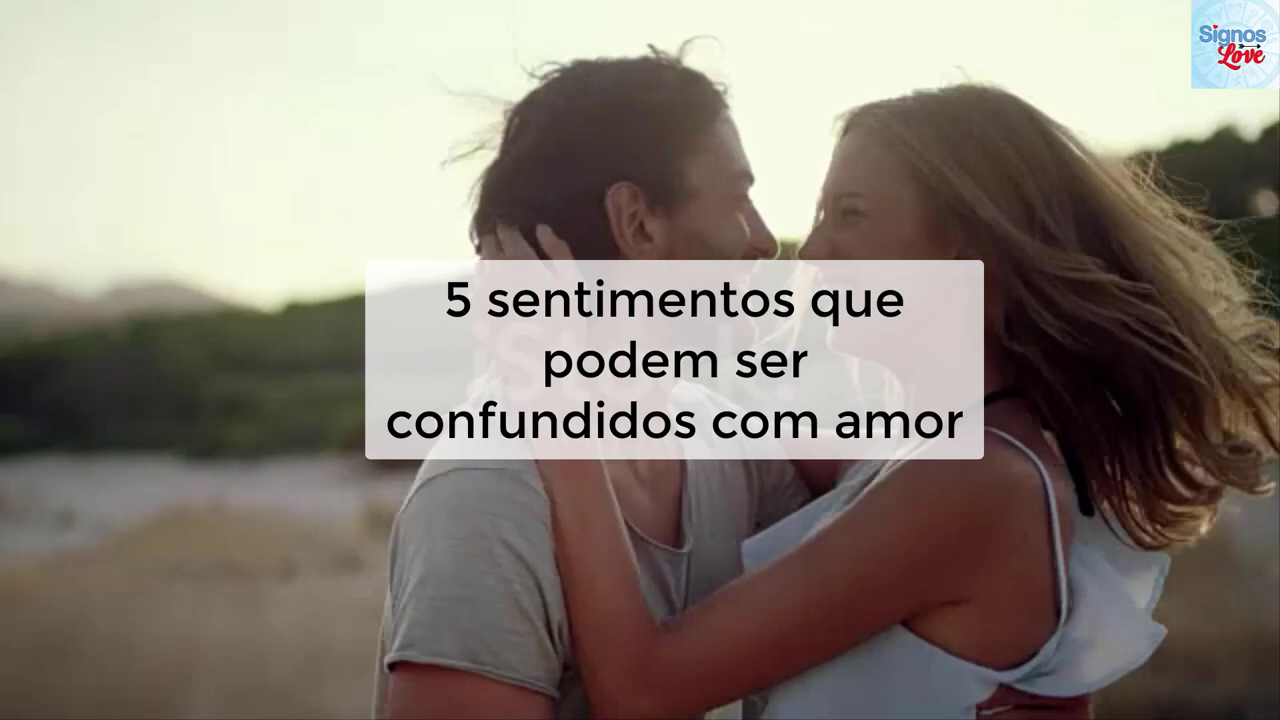 Signos
Love
5 sentimentos que
podem ser
confundidos com amor